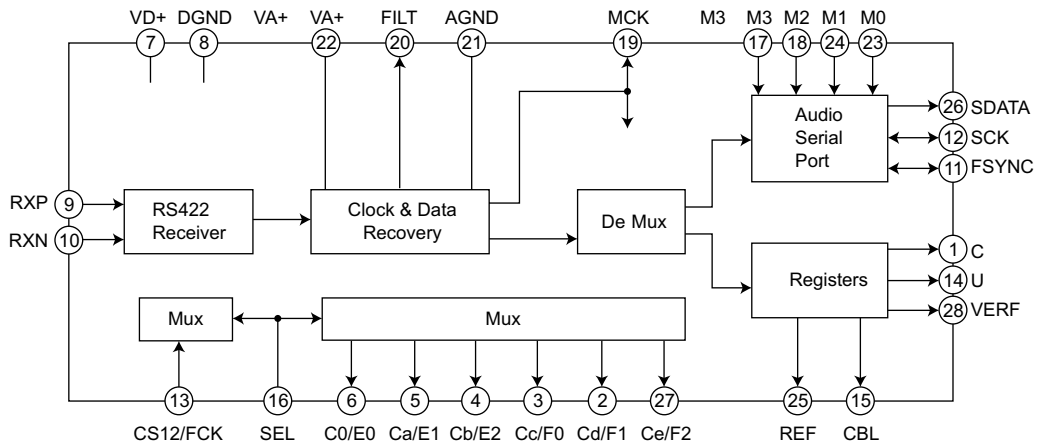 VD+ DGND VA+ VA+ FILT AGND MCK M3 M3 M2 M1 M0
7 8 22 20 21 19 17 18 24 23
Audio
Serial
Port
26 SDATA
12 SCK
11 FSYNC
RXP 9
RXN 10
RS422
Receiver
Clock & Data
Recovery
De Mux
Registers
1 C
14 U
28 VERF
Mux
Mux
13 16 6 5 4 3 2 27 25 15
CS12/FCK SEL C0/E0 Ca/E1 Cb/E2 Cc/F0 Cd/F1 Ce/F2 REF CBL